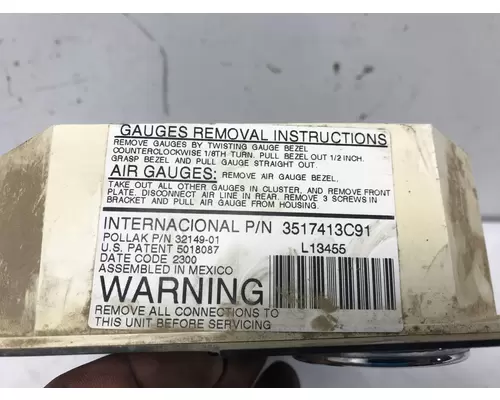 GAUGES REMOVAL INSTRUCTIONS
REMOVE GAUGES BY TWISTING GAUGE BEZEL
COUNTERCLOCKWISE 1/8TH TURN. PULL BEZEL OUT 1/2 INCH.
GRASP BEZEL AND PULL GAUGE STRAIGHT OUT.
AIR GAUGES: REMOVE AIR GAUGE BEZEL.
TAKE OUT ALL OTHER GAUGES IN CLUSTER, AND REMOVE FRONT
PLATE. DISCONNECT AIR LINE IN REAR. REMOVE 3 SCREWS IN
BRACKET AND PULL AIR GAUGE FROM HOUSING.
INTERNACIONAL P/N 3517413C91
POLLAK P/N 32149-01
U.S. PATENT 5018087
L13455
DATE CODE 2300
ASSEMBLED IN MEXICO
WARNING
REMOVE ALL CONNECTIONS TO
THIS UNIT BEFORE SERVICING